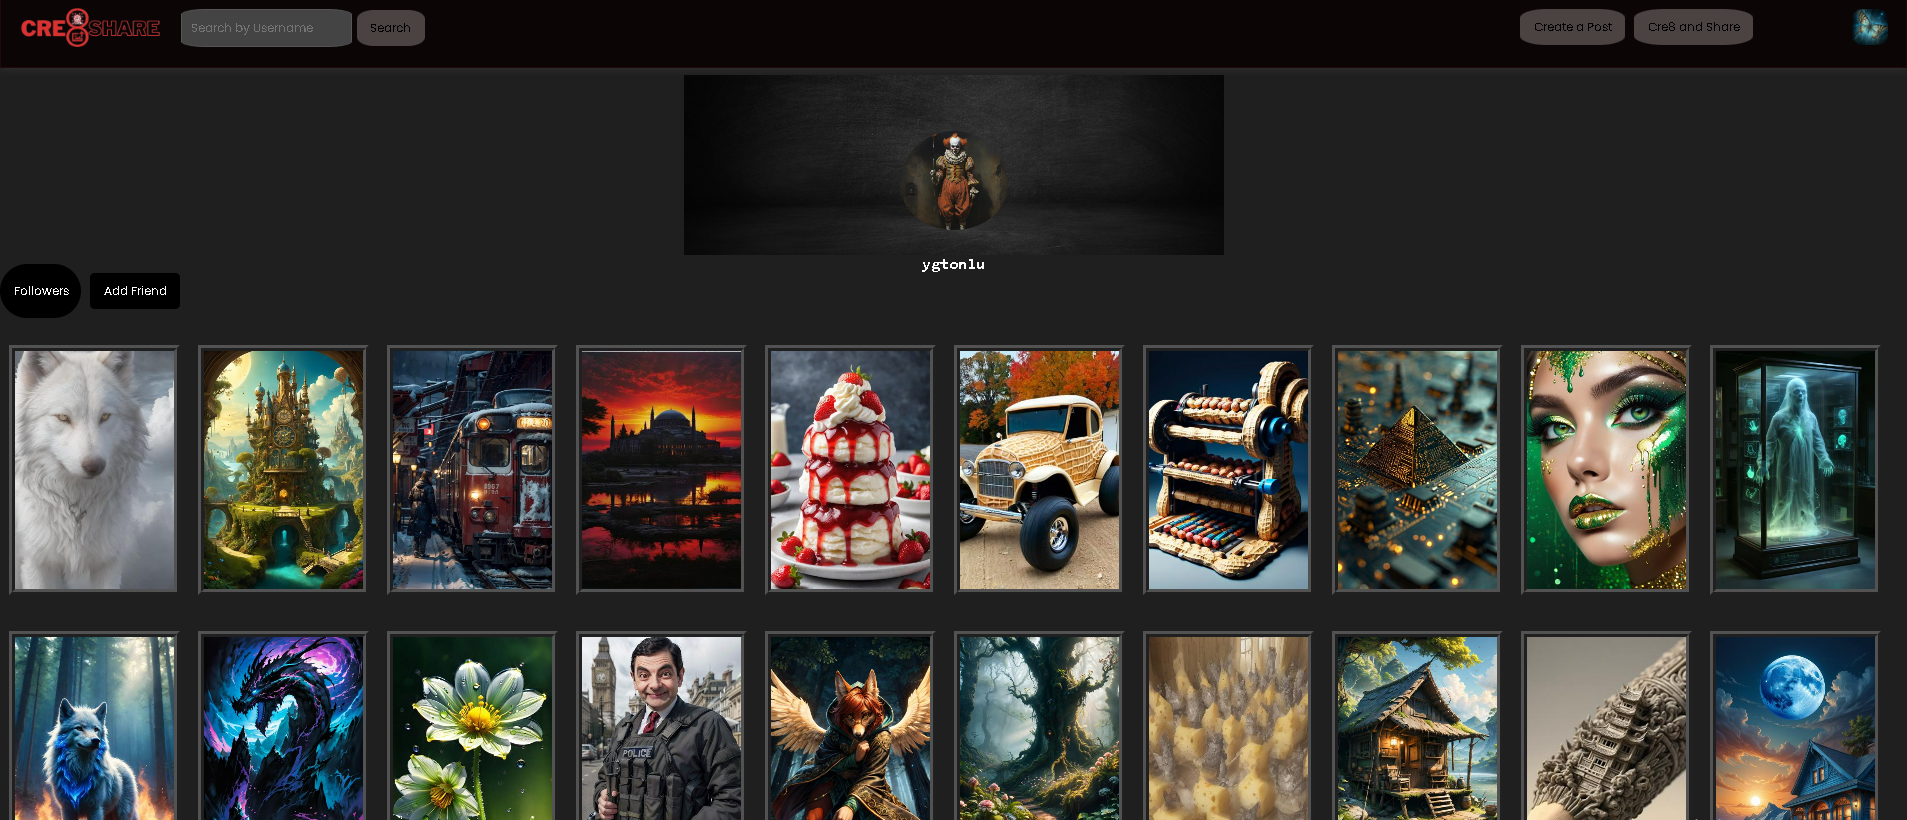 CRE8SHARE
Search by Username
Search
Create a Post
Cre8 and Share
ygtonlu
Followers
Add Friend
POLICE